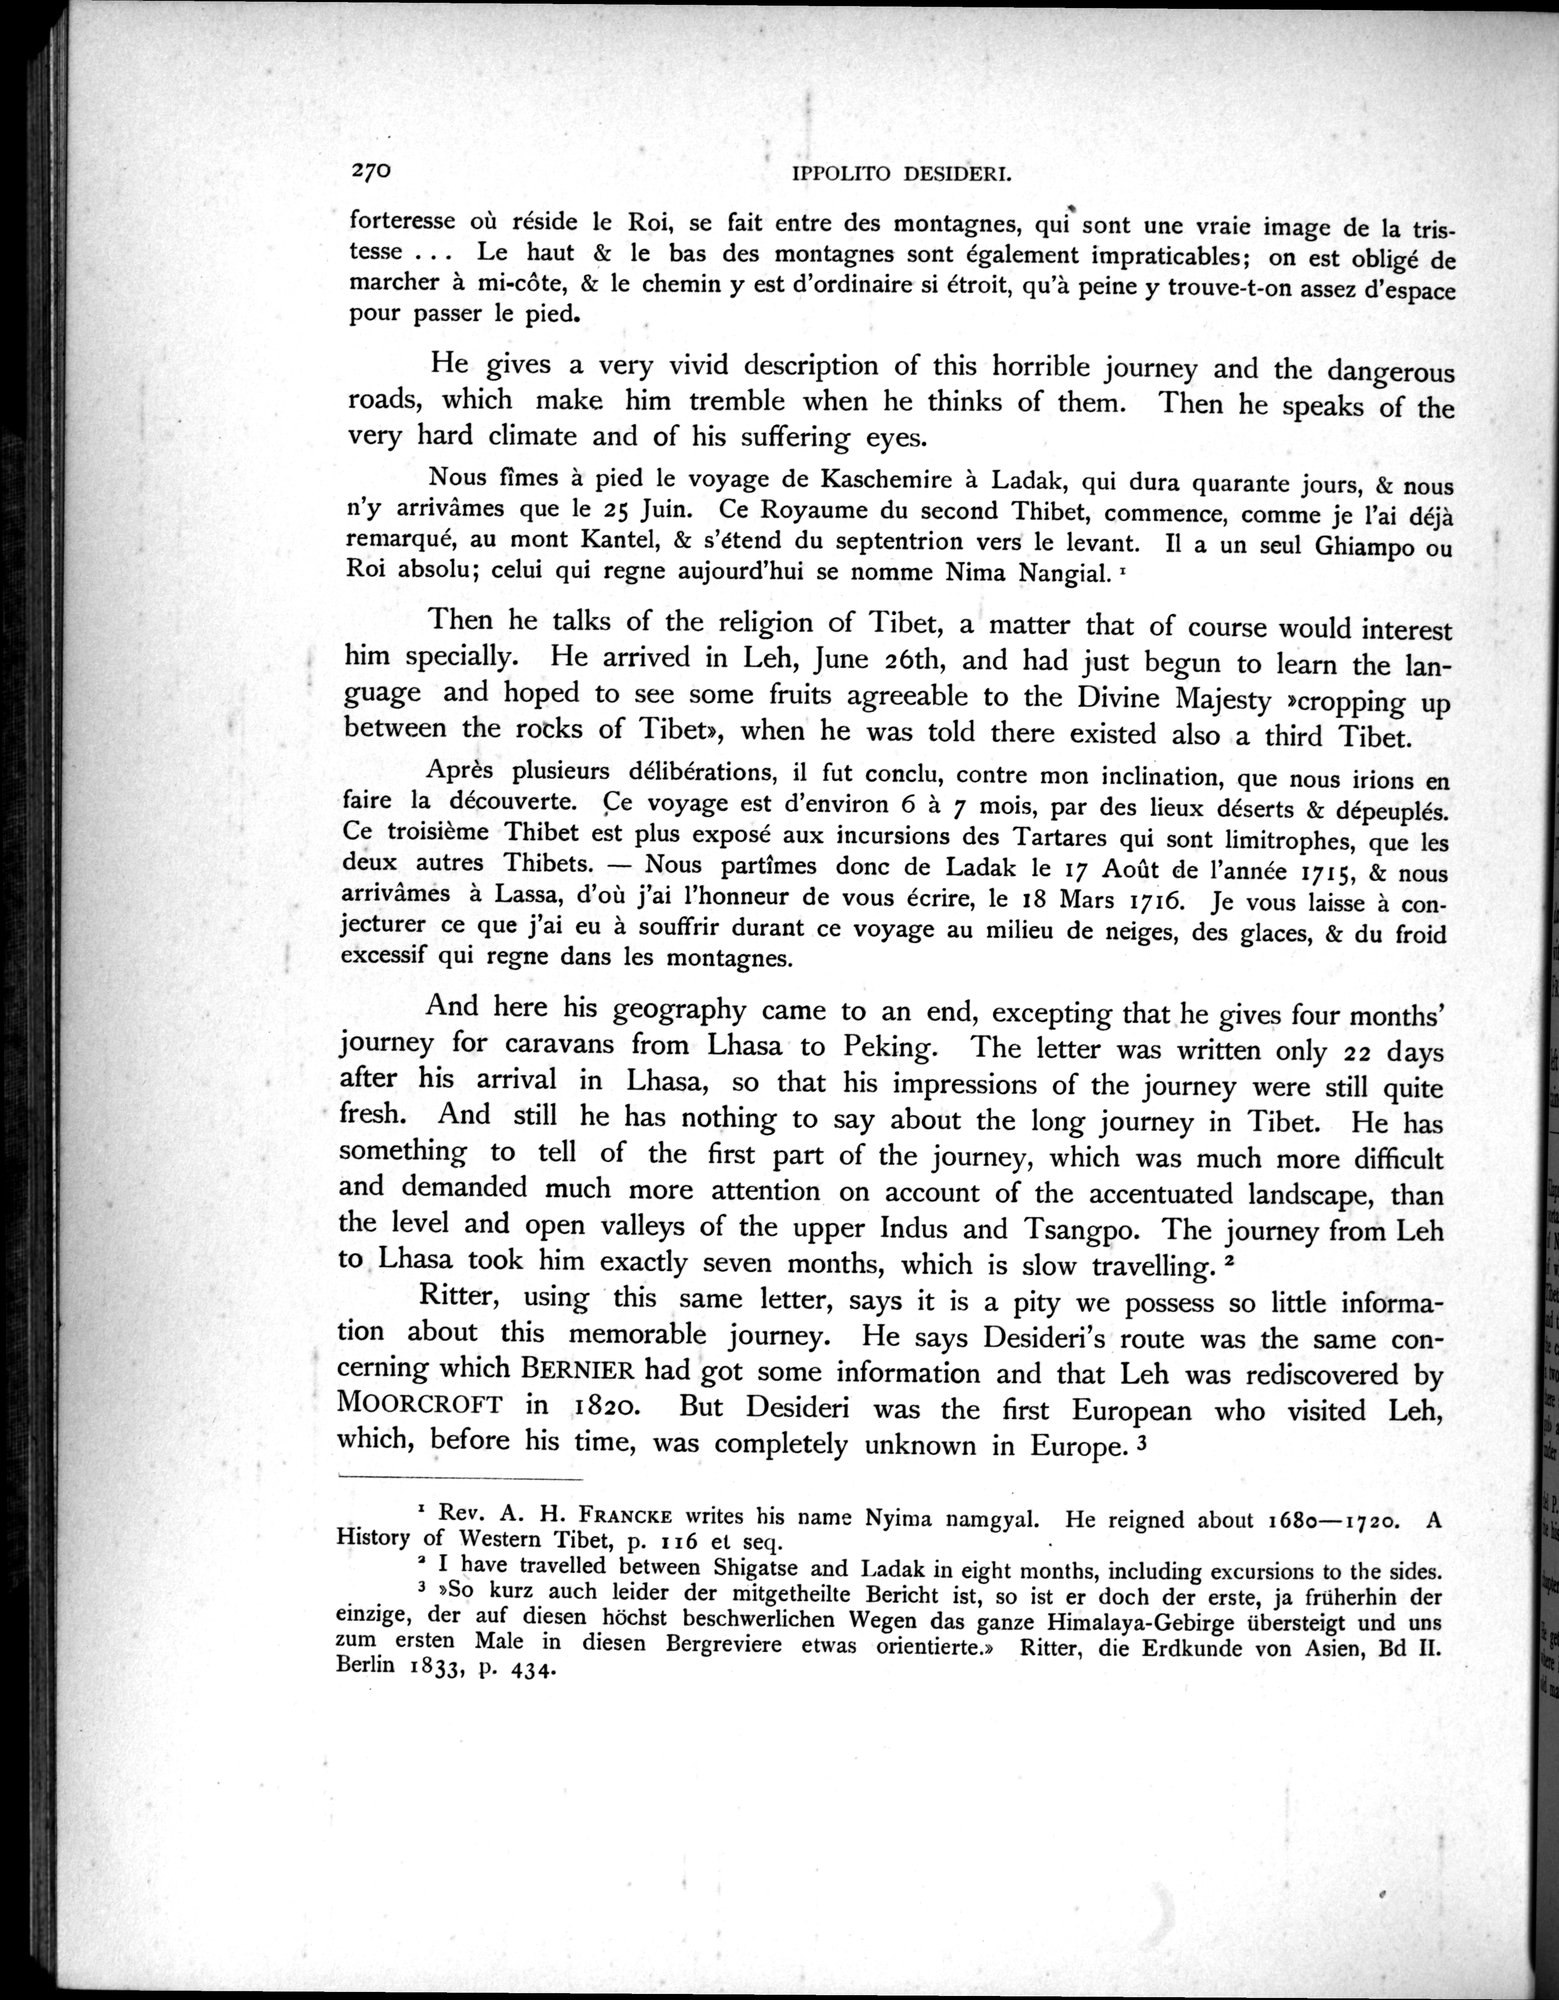 270
IPPOLITO DESIDERI.
forteresse où réside le Roi, se fait entre des montagnes, qui sont une vraie image de la tris-
tesse . . . Le haut & le bas des montagnes sont également impraticables; on est obligé de
marcher à mi-côte, & le chemin y est d'ordinaire si étroit, qu'à peine y trouve-t-on assez d'espace
pour passer le pied.
He gives a very vivid description of this horrible journey and the dangerous
roads, which make him tremble when he thinks of them. Then he speaks of the
very hard climate and of his suffering eyes.
Nous fîmes à pied le voyage de Kaschemire à Ladak, qui dura quarante jours, & nous
n'y arrivâmes que le 25 Juin. Ce Royaume du second Thibet, commence, comme je l'ai déjà
remarqué, au mont Kantel, & s'étend du septentrion vers le levant. Il a un seul Ghiampo ou
Roi absolu; celui qui regne aujourd'hui se nomme Nima Nangial. ¹
Then he talks of the religion of Tibet, a matter that of course would interest
him specially. He arrived in Leh, June 26th, and had just begun to learn the lan-
guage and hoped to see some fruits agreeable to the Divine Majesty »cropping up
between the rocks of Tibet», when he was told there existed also a third Tibet.
Après plusieurs délibérations, il fut conclu, contre mon inclination, que nous irions en
faire la découverte. Ce voyage est d'environ 6 à 7 mois, par des lieux déserts & dépeuplés.
Ce troisième Thibet est plus exposé aux incursions des Tartares qui sont limitrophes, que les
deux autres Thibets. — Nous partîmes donc de Ladak le 17 Août de l'année 1715, & nous
arrivâmes à Lassa, d'où j'ai l'honneur de vous écrire, le 18 Mars 1716. Je vous laisse à con-
jecturer ce que j'ai eu à souffrir durant ce voyage au milieu de neiges, des glaces, & du froid
excessif qui regne dans les montagnes.
And here his geography came to an end, excepting that he gives four months'
journey for caravans from Lhasa to Peking. The letter was written only 22 days
after his arrival in Lhasa, so that his impressions of the journey were still quite
fresh. And still he has nothing to say about the long journey in Tibet. He has
something to tell of the first part of the journey, which was much more difficult
and demanded much more attention on account of the accentuated landscape, than
the level and open valleys of the upper Indus and Tsangpo. The journey from Leh
to Lhasa took him exactly seven months, which is slow travelling. ²
Ritter, using this same letter, says it is a pity we possess so little informa-
tion about this memorable journey. He says Desideri's route was the same con-
cerning which BERNIER had got some information and that Leh was rediscovered by
MOORCROFT in 1820. But Desideri was the first European who visited Leh,
which, before his time, was completely unknown in Europe. ³
¹ Rev. A. H. FRANCKE writes his name Nyima namgyal. He reigned about 1680—1720. A
History of Western Tibet, p. 116 et seq.
² I have travelled between Shigatse and Ladak in eight months, including excursions to the sides.
³ »So kurz auch leider der mitgetheilte Bericht ist, so ist er doch der erste, ja früherhin der
einzige, der auf diesen höchst beschwerlichen Wegen das ganze Himalaya-Gebirge übersteigt und uns
zum ersten Male in diesen Bergreviere etwas orientierte.» Ritter, die Erdkunde von Asien, Bd II.
Berlin 1833, p. 434.